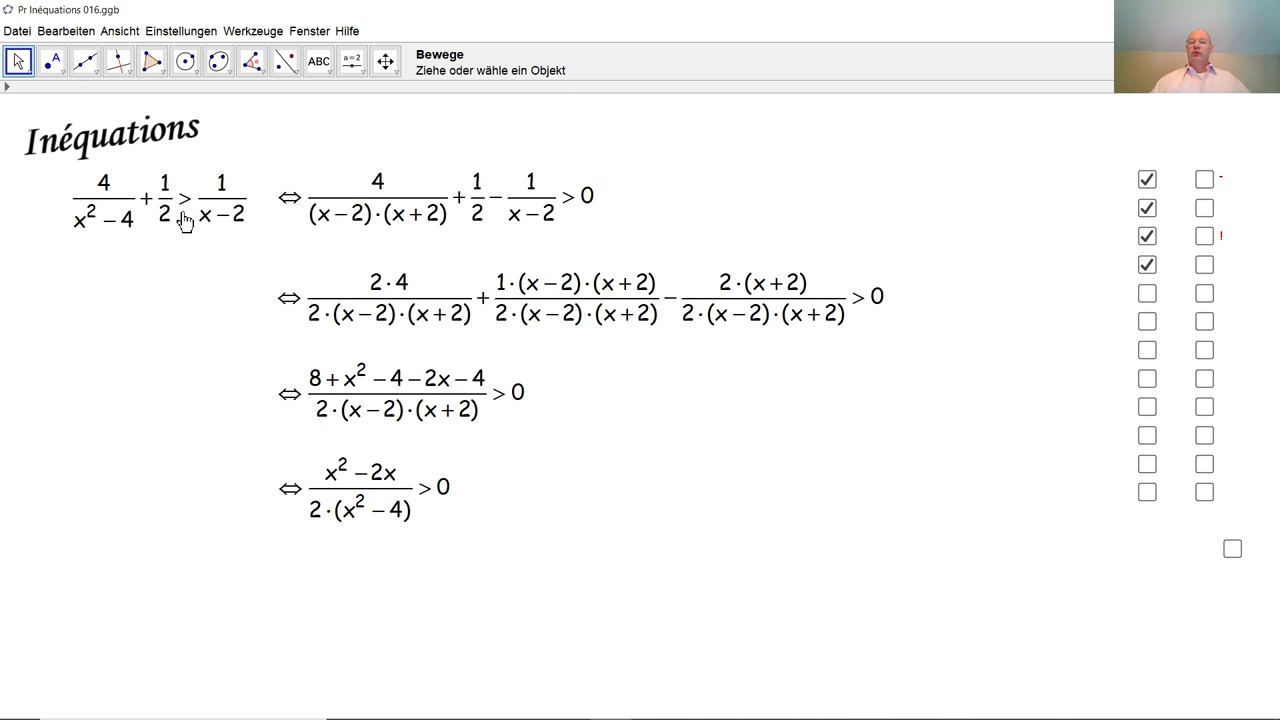 Pr Inéquations 016.ggb
Datei Bearbeiten Ansicht Einstellungen Werkzeuge Fenster Hilfe
A ABC a=2 Bewege
Ziehe oder wähle ein Objekt
Inéquations
4/(x² − 4) + 1/2 > 1/(x − 2) ⇔ 4/((x − 2)·(x + 2)) + 1/2 − 1/(x − 2) > 0
⇔ (2·4)/(2·(x − 2)·(x + 2)) + (1·(x − 2)·(x + 2))/(2·(x − 2)·(x + 2)) − (2·(x + 2))/(2·(x − 2)·(x + 2)) > 0
⇔ (8 + x² − 4 − 2x − 4)/(2·(x − 2)·(x + 2)) > 0
⇔ (x² − 2x)/(2·(x² − 4)) > 0
-
!